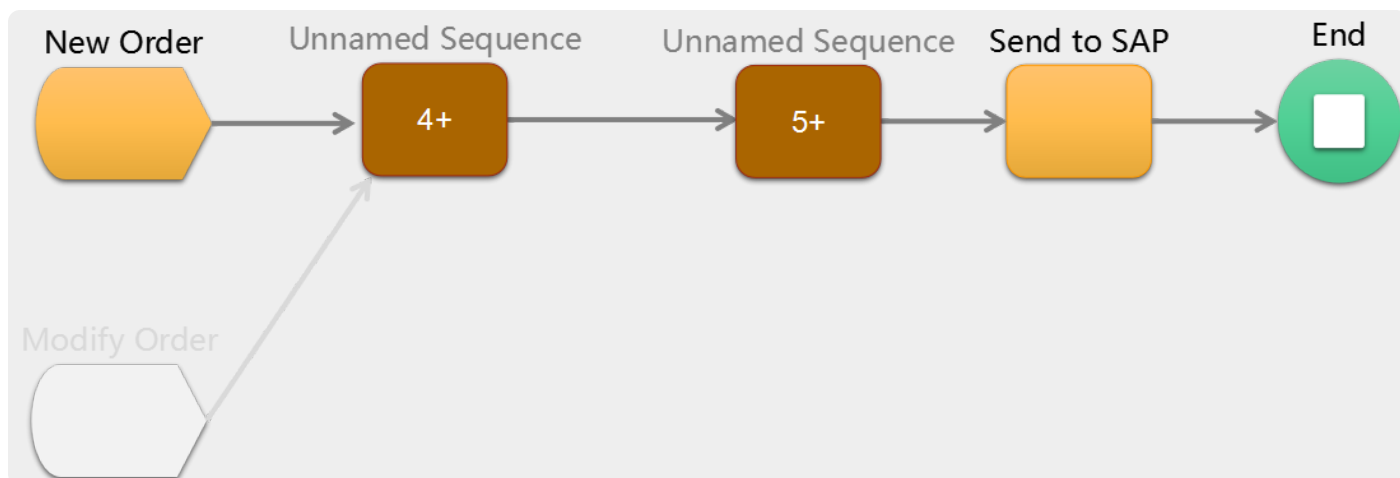 New Order
Unnamed Sequence
Unnamed Sequence
Send to SAP
End
4+
5+
Modify Order